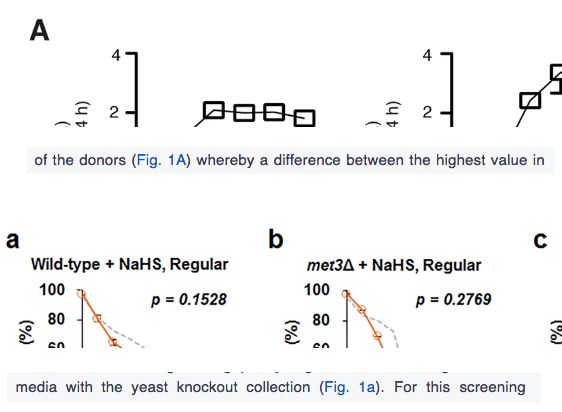 A
4 4
4 h) 4 h)
2 2
of the donors (Fig. 1A) whereby a difference between the highest value in
a b c
Wild-type + NaHS, Regular met3Δ + NaHS, Regular
100 p = 0.1528 100 p = 0.2769
80 80
(%) (%) (%)
60 60
media with the yeast knockout collection (Fig. 1a). For this screening